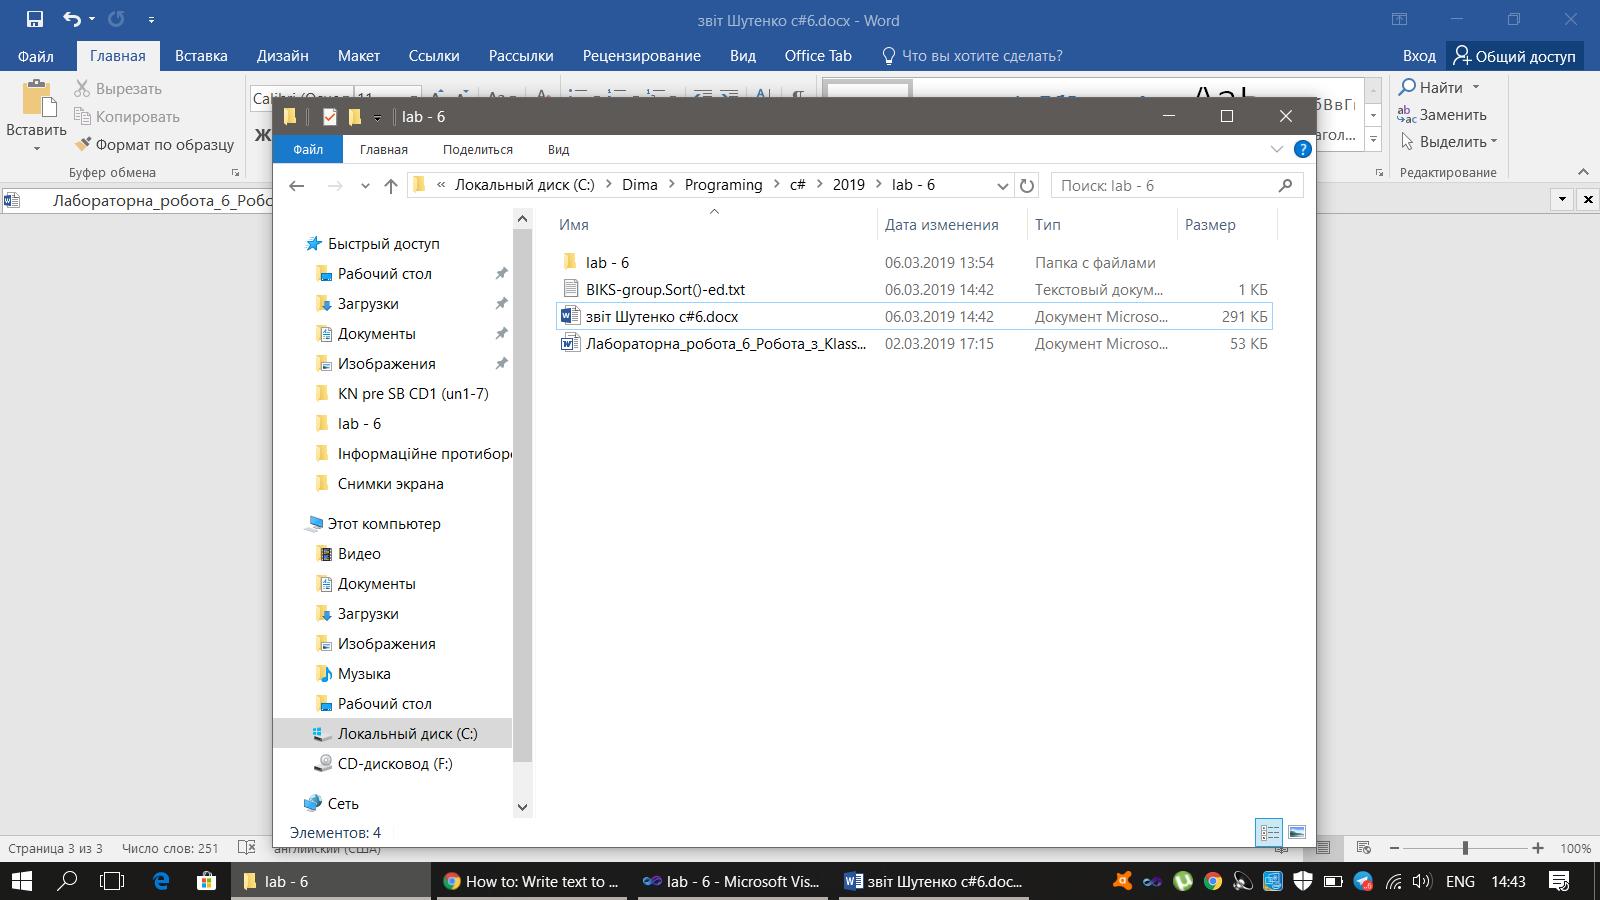 звіт Шутенко c#6.docx - Word
Файл Главная Вставка Дизайн Макет Ссылки Рассылки Рецензирование Вид Office Tab Что вы хотите сделать? Вход Общий доступ
Вставить
Вырезать
Копировать
Формат по образцу
Буфер обмена
Ж
Найти
Заменить
Выделить
Редактирование
Лабораторна_робота_6_Робо
lab - 6
Файл Главная Поделиться Вид
« Локальный диск (C:) Dima Programing c# 2019 lab - 6
Поиск: lab - 6
Имя Дата изменения Тип Размер
lab - 6 06.03.2019 13:54 Папка с файлами
BIKS-group.Sort()-ed.txt 06.03.2019 14:42 Текстовый докум... 1 КБ
звіт Шутенко c#6.docx 06.03.2019 14:42 Документ Microso... 291 КБ
Лабораторна_робота_6_Робота_з_Klass... 02.03.2019 17:15 Документ Microso... 53 КБ
Быстрый доступ
Рабочий стол
Загрузки
Документы
Изображения
KN pre SB CD1 (un1-7)
lab - 6
Інформаційне протиборс
Снимки экрана
Этот компьютер
Видео
Документы
Загрузки
Изображения
Музыка
Рабочий стол
Локальный диск (C:)
CD-дисковод (F:)
Сеть
Элементов: 4
Страница 3 из 3 Число слов: 251 английский (США) 100%
lab - 6 How to: Write text to ... lab - 6 - Microsoft Vis... звіт Шутенко c#6.doc... ENG 14:43